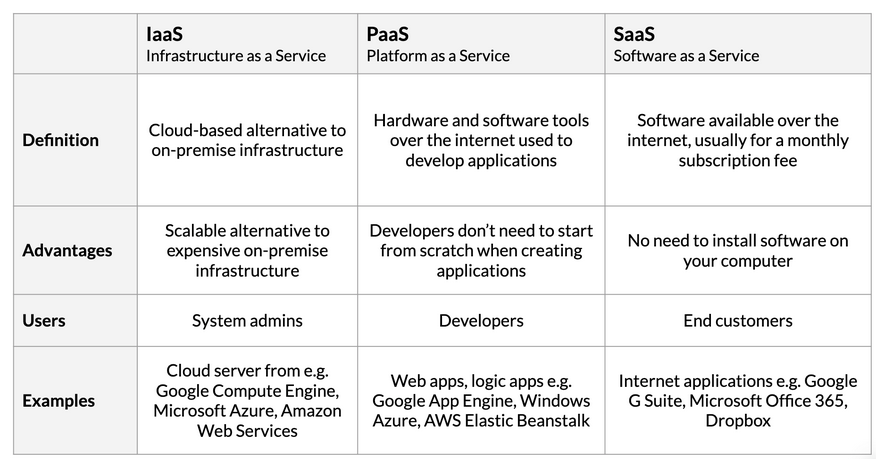 IaaS
Infrastructure as a Service
PaaS
Platform as a Service
SaaS
Software as a Service
Definition
Cloud-based alternative to
on-premise infrastructure
Hardware and software tools
over the internet used to
develop applications
Software available over the
internet, usually for a monthly
subscription fee
Advantages
Scalable alternative to
expensive on-premise
infrastructure
Developers don’t need to start
from scratch when creating
applications
No need to install software on
your computer
Users
System admins
Developers
End customers
Examples
Cloud server from e.g.
Google Compute Engine,
Microsoft Azure, Amazon
Web Services
Web apps, logic apps e.g.
Google App Engine, Windows
Azure, AWS Elastic Beanstalk
Internet applications e.g. Google
G Suite, Microsoft Office 365,
Dropbox